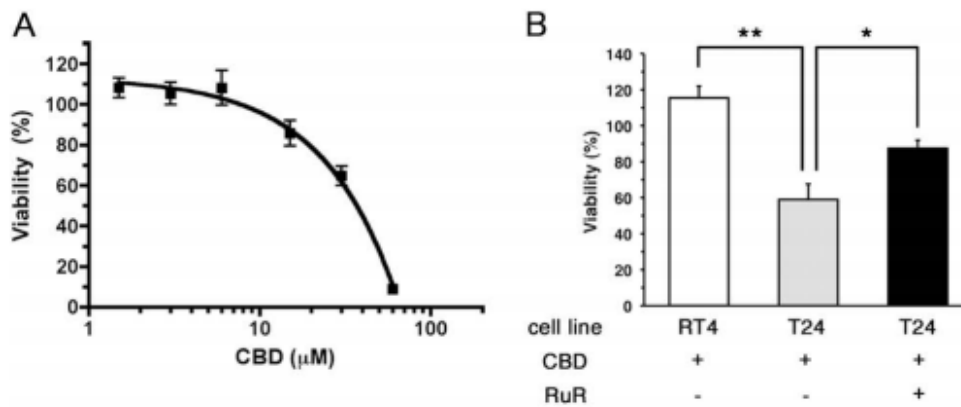 A
Viability (%)
120
100
80
60
40
20
0
1
10
100
CBD (μM)
B
** *
Viability (%)
140
120
100
80
60
40
20
0
cell line RT4 T24 T24
CBD + + +
RuR - - +